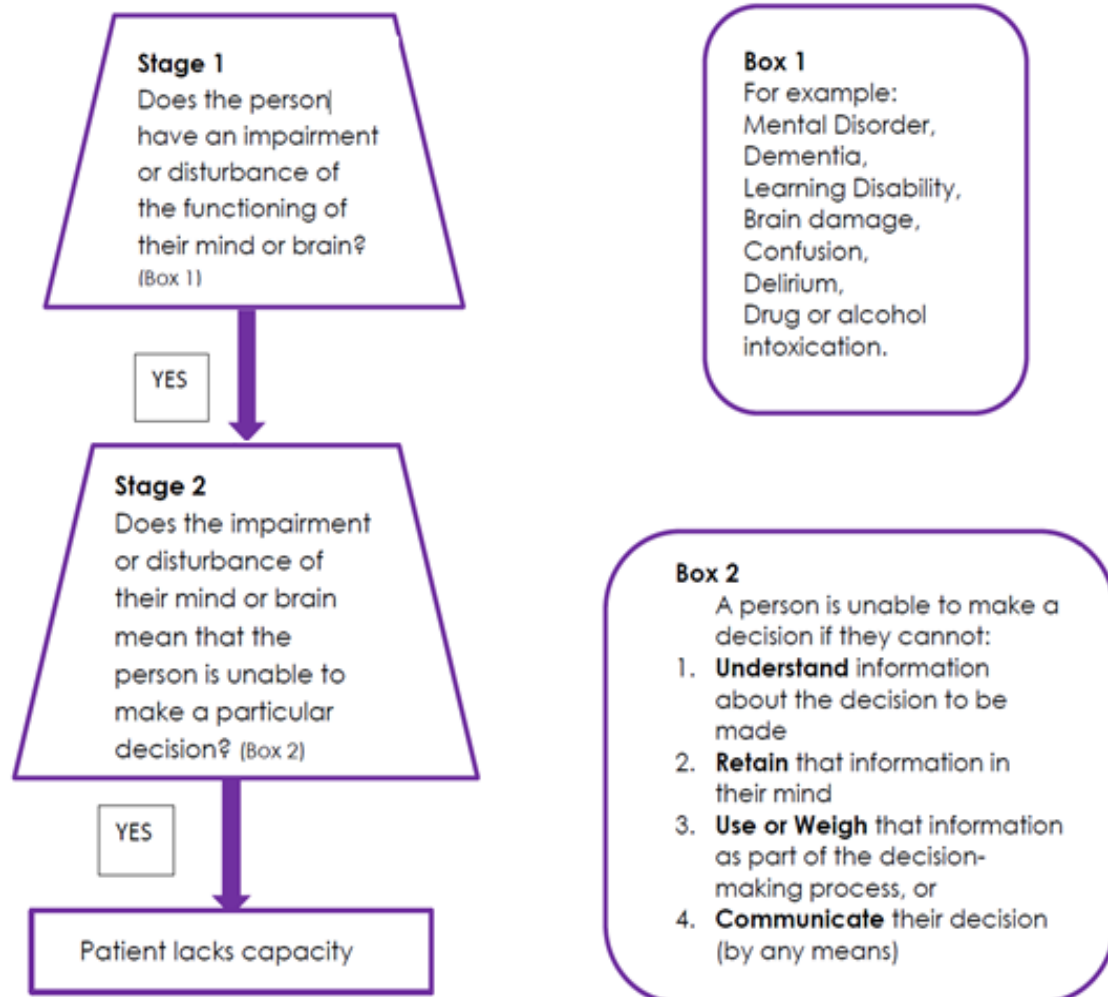 Stage 1
Does the person
have an impairment
or disturbance of
the functioning of
their mind or brain?
(Box 1)
YES
Stage 2
Does the impairment
or disturbance of
their mind or brain
mean that the
person is unable to
make a particular
decision? (Box 2)
YES
Patient lacks capacity
Box 1
For example:
Mental Disorder,
Dementia,
Learning Disability,
Brain damage,
Confusion,
Delirium,
Drug or alcohol
intoxication.
Box 2
A person is unable to make a
decision if they cannot:
1. Understand information
about the decision to be
made
2. Retain that information in
their mind
3. Use or Weigh that information
as part of the decision-
making process, or
4. Communicate their decision
(by any means)